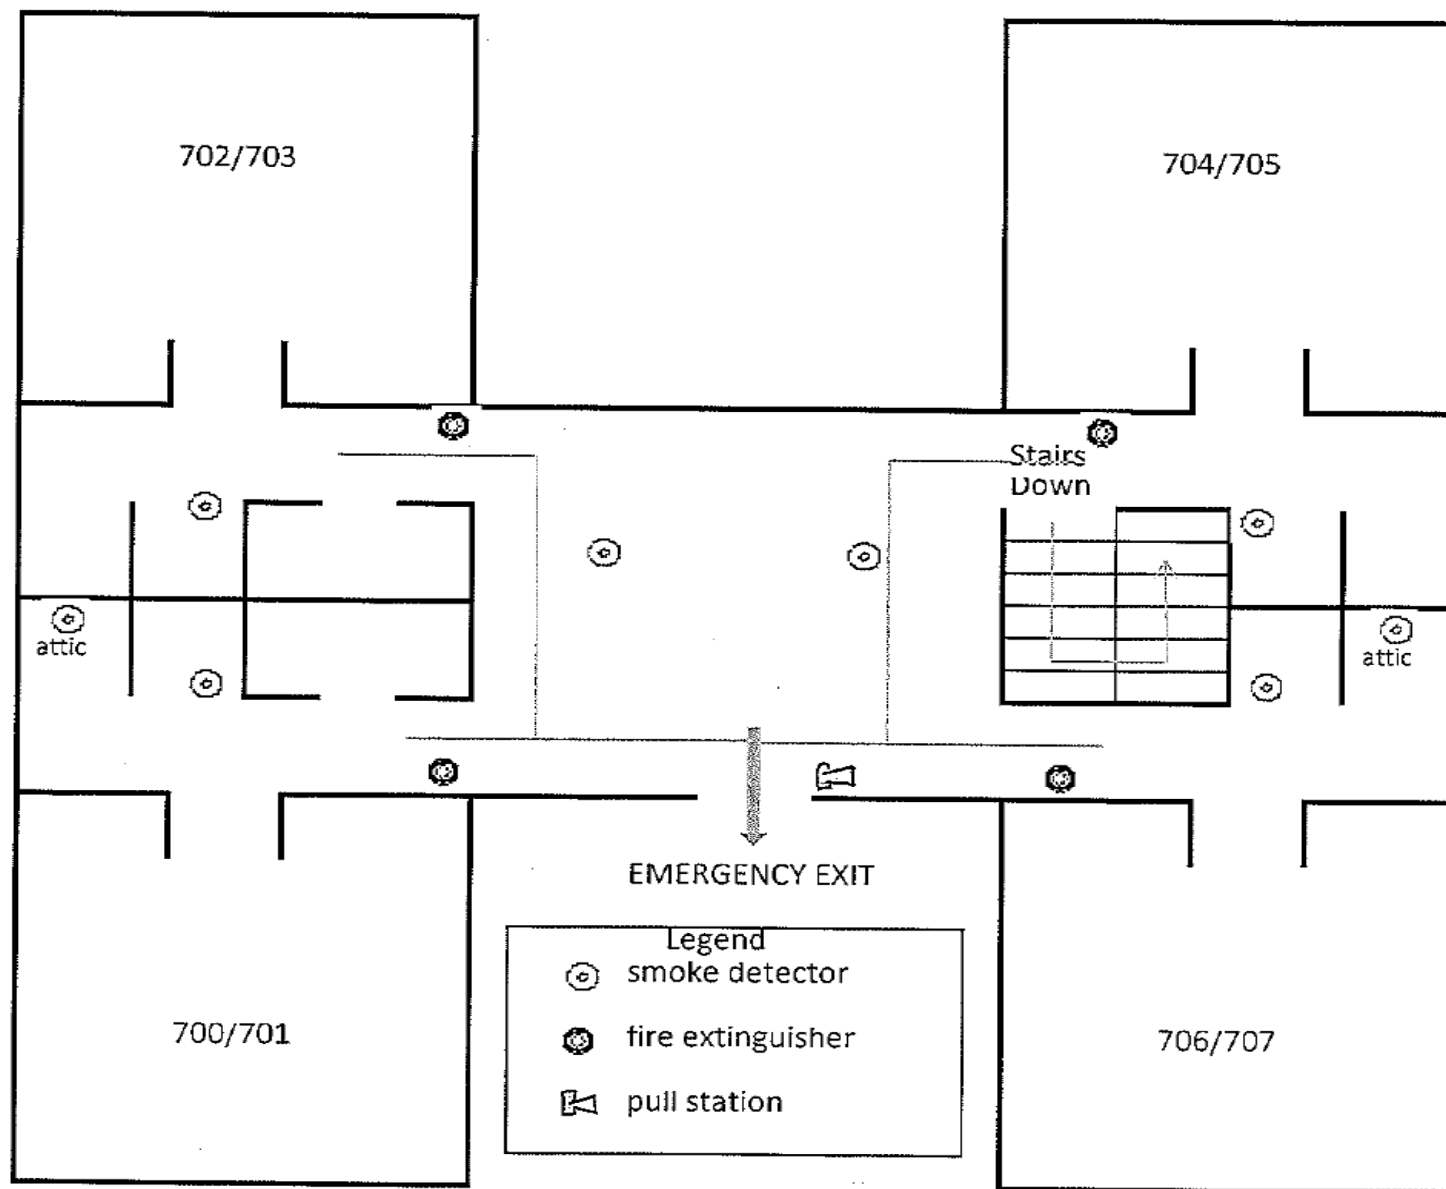 702/703
704/705
Stairs
Down
attic
attic
EMERGENCY EXIT
Legend
smoke detector
fire extinguisher
pull station
700/701
706/707